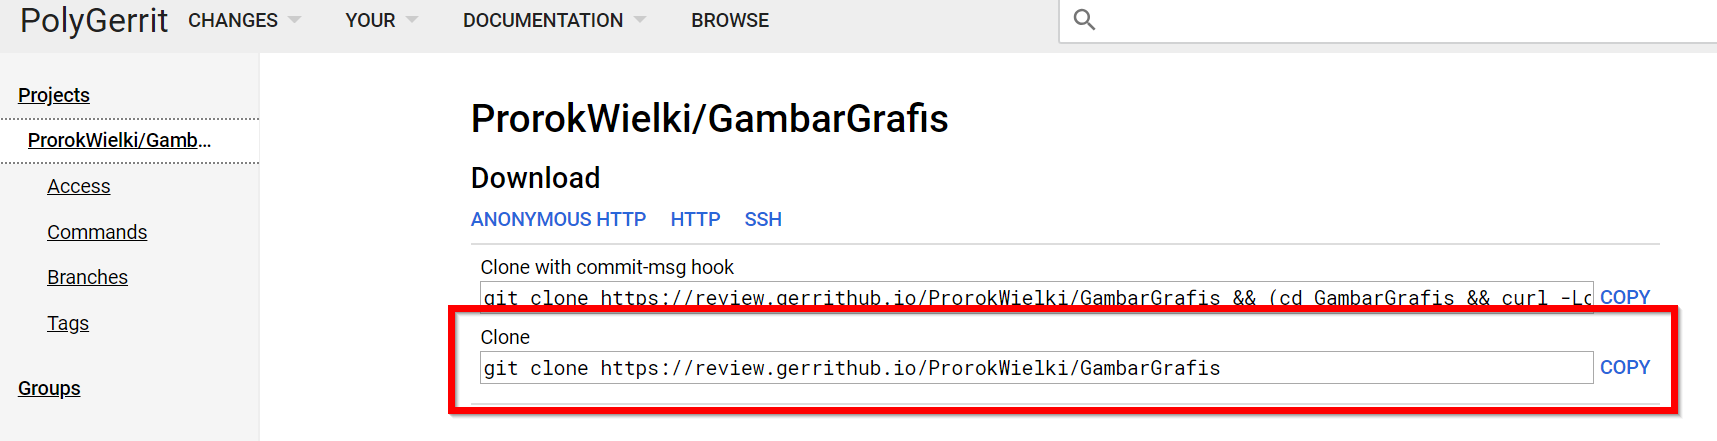 PolyGerrit CHANGES YOUR DOCUMENTATION BROWSE
Projects
ProrokWielki/Gamb...
Access
Commands
Branches
Tags
Groups
ProrokWielki/GambarGrafis
Download
ANONYMOUS HTTP HTTP SSH
Clone with commit-msg hook
git clone https://review.gerrithub.io/ProrokWielki/GambarGrafis && (cd GambarGrafis && curl -Lo COPY
Clone
git clone https://review.gerrithub.io/ProrokWielki/GambarGrafis COPY